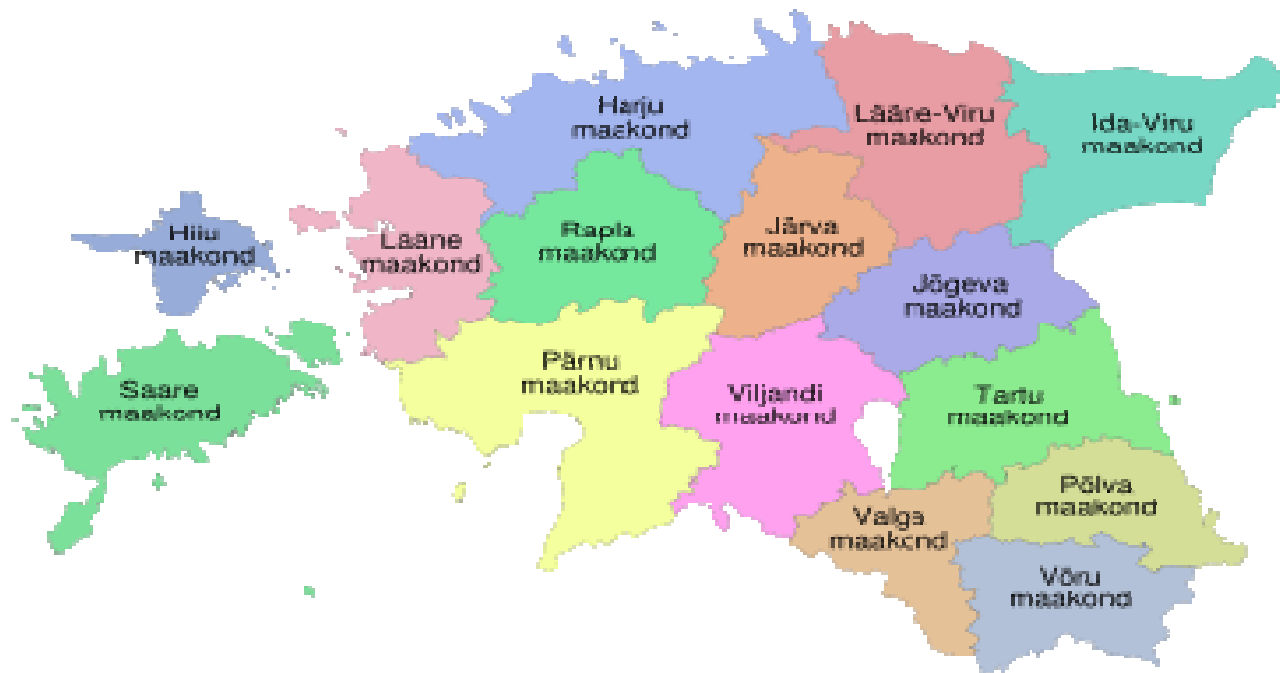 Harju
maakond
Lääre-Viru
maakond
Ida-Viru
maakond
Hiiu
maakond
Lääne
maakond
Rapla
maakond
Järva
maakond
Jõgeva
maakond
Saare
maakond
Pärnu
maakond
Viljandi
maakond
Tartu
maakond
Põlva
maakond
Valga
maakond
Võru
maakond